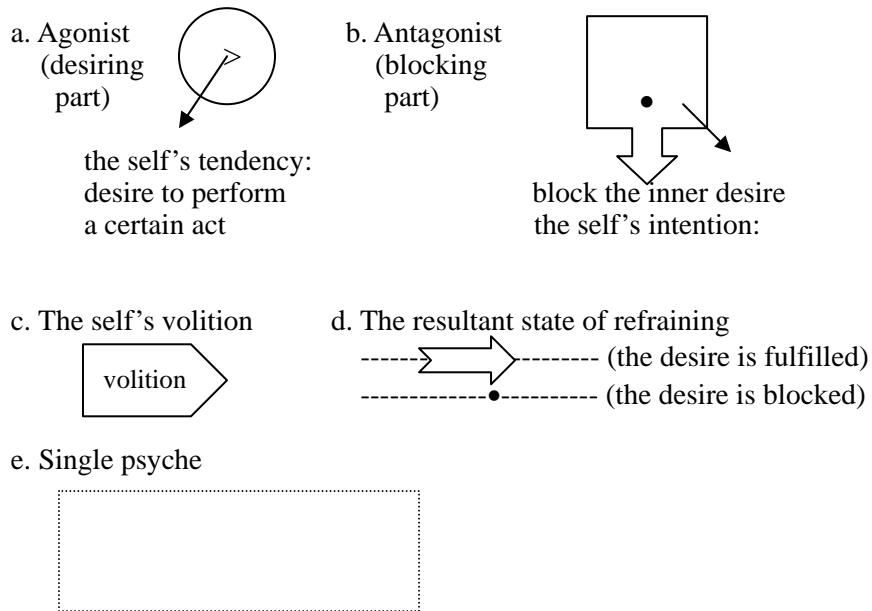 a. Agonist
(desiring
part)
the self’s tendency:
desire to perform
a certain act
b. Antagonist
(blocking
part)
block the inner desire
the self’s intention:
c. The self’s volition
volition
d. The resultant state of refraining
(the desire is fulfilled)
(the desire is blocked)
e. Single psyche